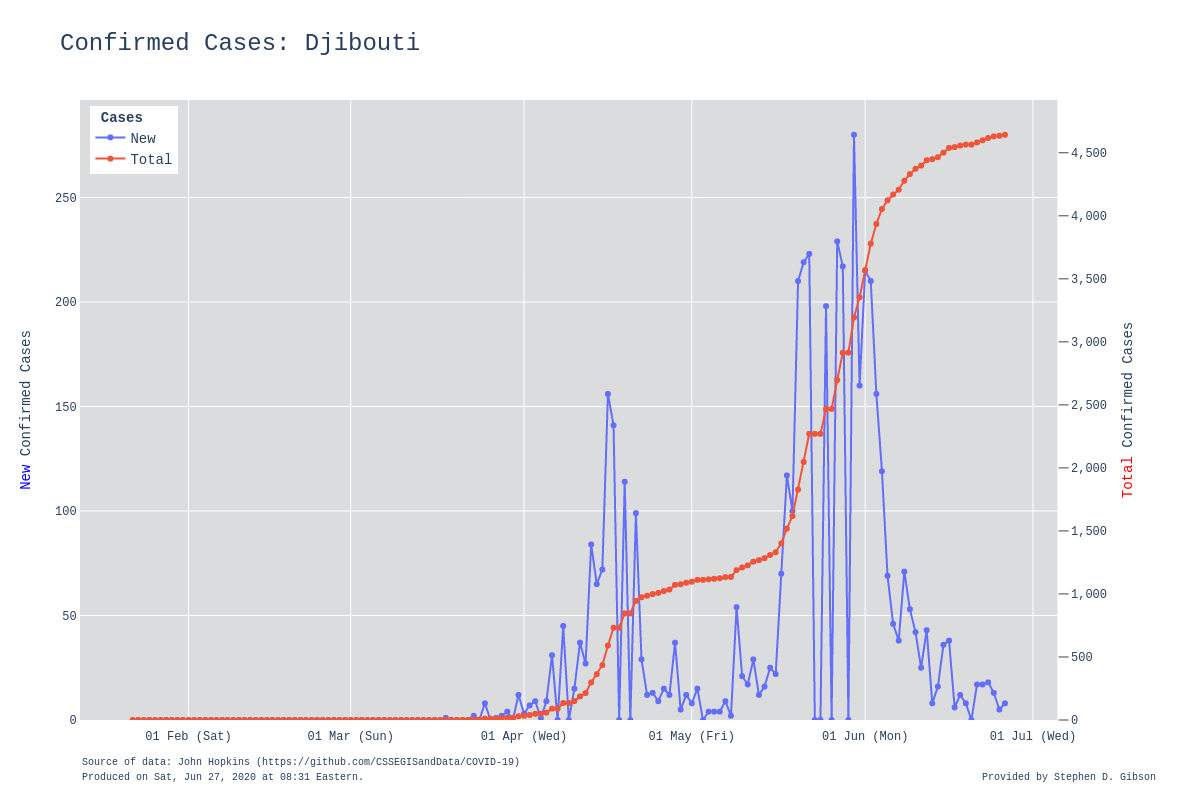 Confirmed Cases: Djibouti
Cases
New
Total
250
200
150
100
50
0
4,500
4,000
3,500
3,000
2,500
2,000
1,500
1,000
500
0
New Confirmed Cases
Total Confirmed Cases
01 Feb (Sat)
01 Mar (Sun)
01 Apr (Wed)
01 May (Fri)
01 Jun (Mon)
01 Jul (Wed)
Source of data: John Hopkins (https://github.com/CSSEGISandData/COVID-19)
Produced on Sat, Jun 27, 2020 at 08:31 Eastern.
Provided by Stephen D. Gibson